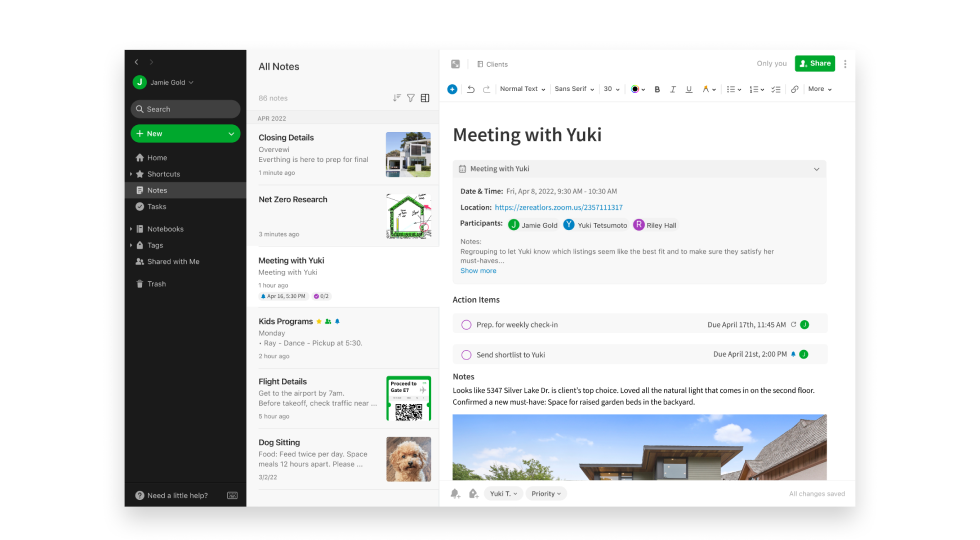 Jamie Gold
Search
New
Home
Shortcuts
Notes
Tasks
Notebooks
Tags
Shared with Me
Trash
Need a little help?
All Notes
86 notes
APR 2022
Closing Details
Overvewi
Everthing is here to prep for final
1 minute ago
Net Zero Research
3 minutes ago
Meeting with Yuki
Meeting with Yuki
1 hour ago
Apr 16, 5:30 PM 0/2
Kids Programs
Monday
• Ray - Dance - Pickup at 5:30.
2 hour ago
Flight Details
Get to the airport by 7am.
Before takeoff, check traffic near ...
5 hour ago
Proceed to
Gate E7
Dog Sitting
Food: Feed twice per day. Space
meals 12 hours apart. Please ...
3/2/22
Clients
Only you
Share
Normal Text Sans Serif 30 B I U A More
Meeting with Yuki
Meeting with Yuki
Date & Time: Fri, Apr 8, 2022, 9:30 AM - 10:30 AM
Location: https://zereatlors.zoom.us/2357111317
Participants: J Jamie Gold Y Yuki Tetsumoto R Riley Hall
Notes:
Regrouping to let Yuki know which listings seem like the best fit and to make sure they satisfy her
must-haves...
Show more
Action Items
Prep. for weekly check-in Due April 17th, 11:45 AM J
Send shortlist to Yuki Due April 21st, 2:00 PM J
Notes
Looks like 5347 Silver Lake Dr. is client's top choice. Loved all the natural light that comes in on the second floor.
Confirmed a new must-have: Space for raised garden beds in the backyard.
Yuki T. Priority
All changes saved